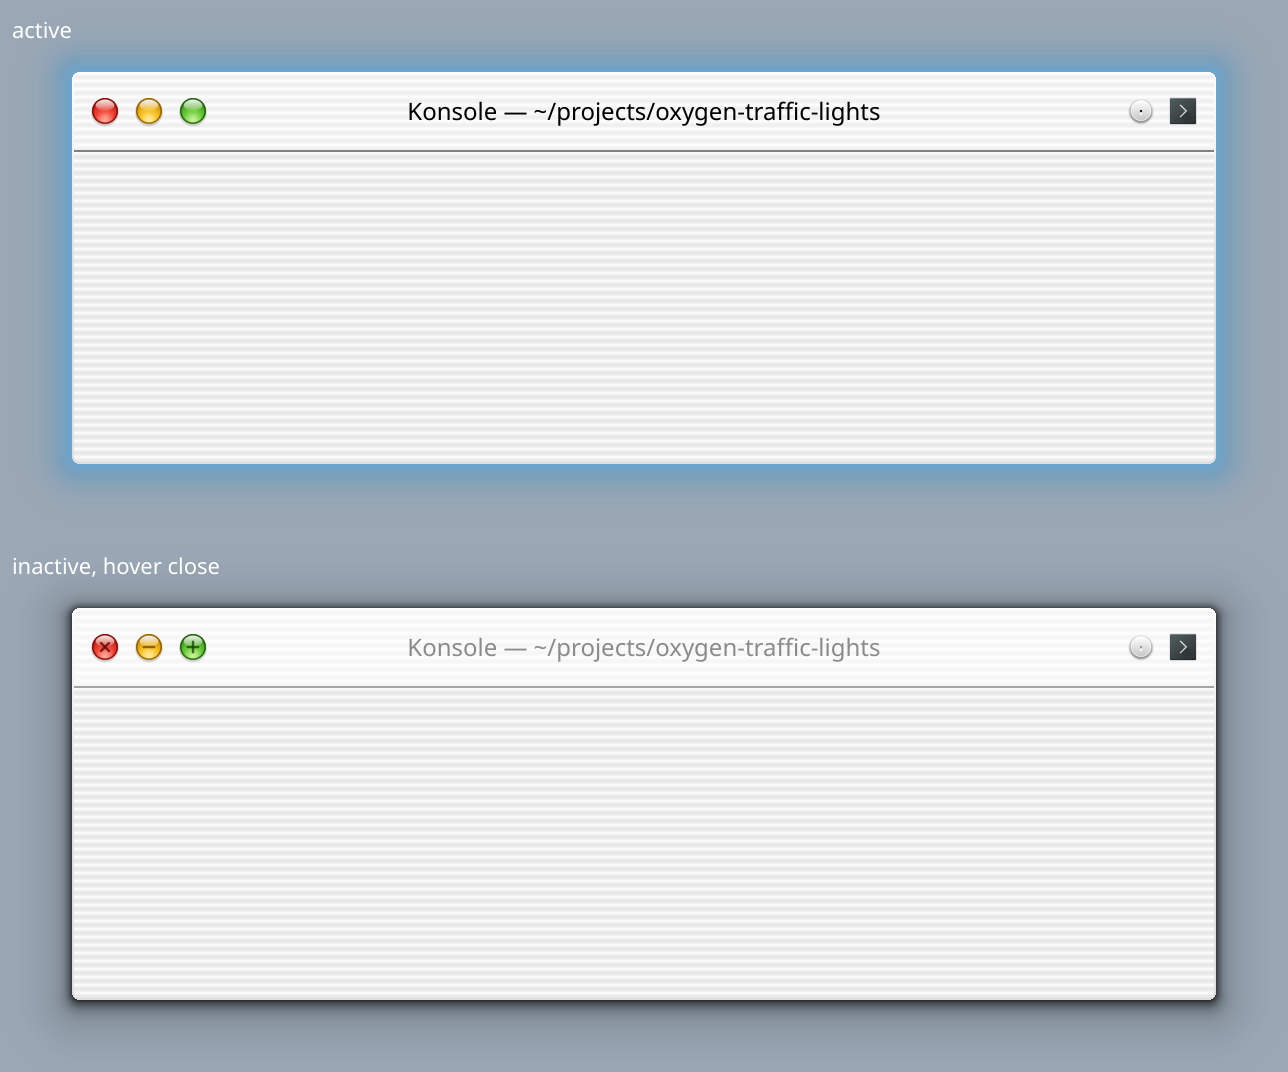 active
Konsole — ~/projects/oxygen-traffic-lights
inactive, hover close
Konsole — ~/projects/oxygen-traffic-lights